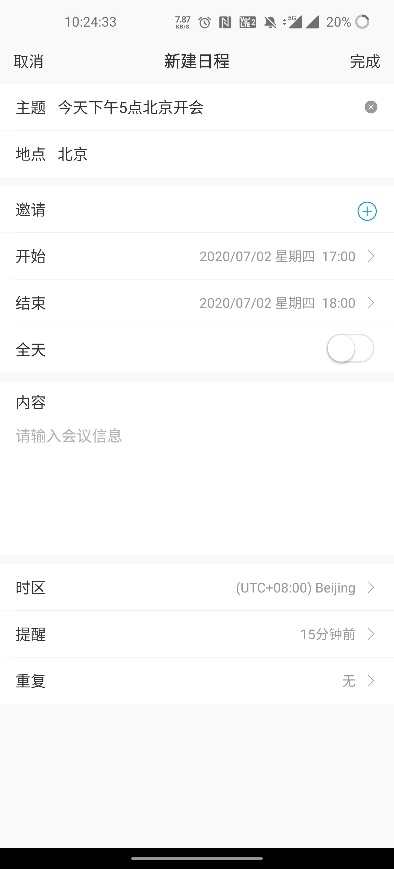 10:24:33 7.87 KB/S 5G 20%
取消 新建日程 完成
主题 今天下午5点北京开会
地点 北京
邀请
开始 2020/07/02 星期四 17:00
结束 2020/07/02 星期四 18:00
全天
内容
请输入会议信息
时区 (UTC+08:00) Beijing
提醒 15分钟前
重复 无